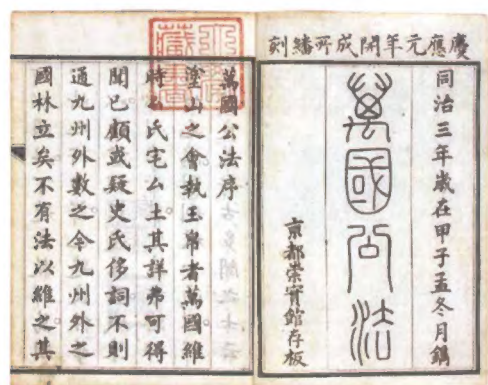 慶應元年開成所繙刻
同治三年歲在甲子孟冬月鐫
萬國公法
京都崇實館存板
萬國公法序
塗山之會執玉帛者萬國維
時名氏宅厶土其詳弗可得
聞已顧或疑史氏侈詞不則
通九州外數之今九州外之
國林立矣不有法以維之其